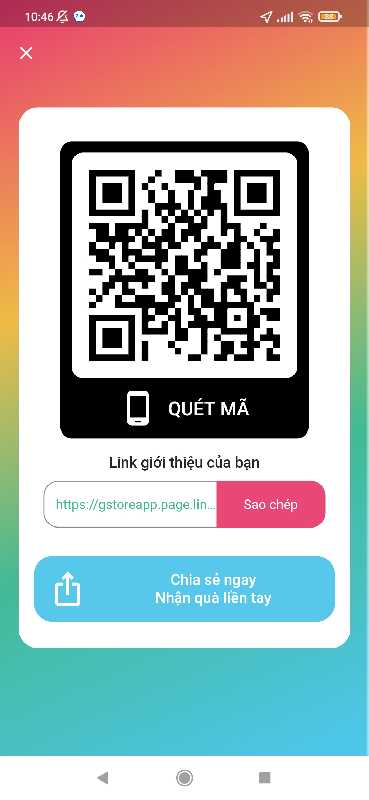 10:46
QUÉT MÃ
Link giới thiệu của bạn
https://gstoreapp.page.lin...
Sao chép
Chia sẻ ngay
Nhận quà liền tay